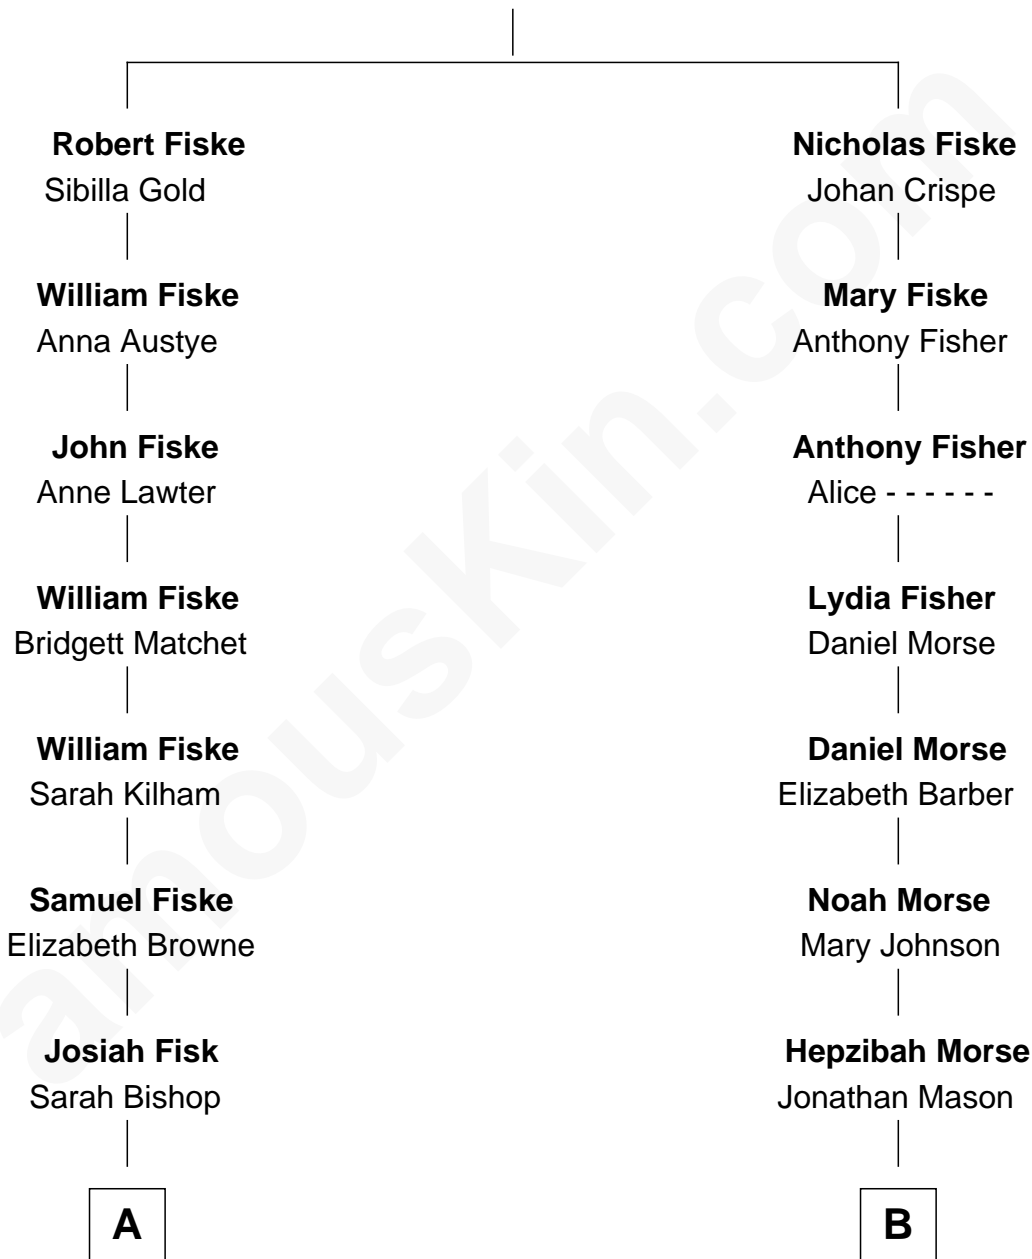 Robert Fiske
Sibilla Gold
William Fiske
Anna Austye
John Fiske
Anne Lawter
William Fiske
Bridgett Matchet
William Fiske
Sarah Kilham
Samuel Fiske
Elizabeth Browne
Josiah Fisk
Sarah Bishop
A
Nicholas Fiske
Johan Crispe
Mary Fiske
Anthony Fisher
Anthony Fisher
Alice - - - - - -
Lydia Fisher
Daniel Morse
Daniel Morse
Elizabeth Barber
Noah Morse
Mary Johnson
Hepzibah Morse
Jonathan Mason
B
amouskin.com